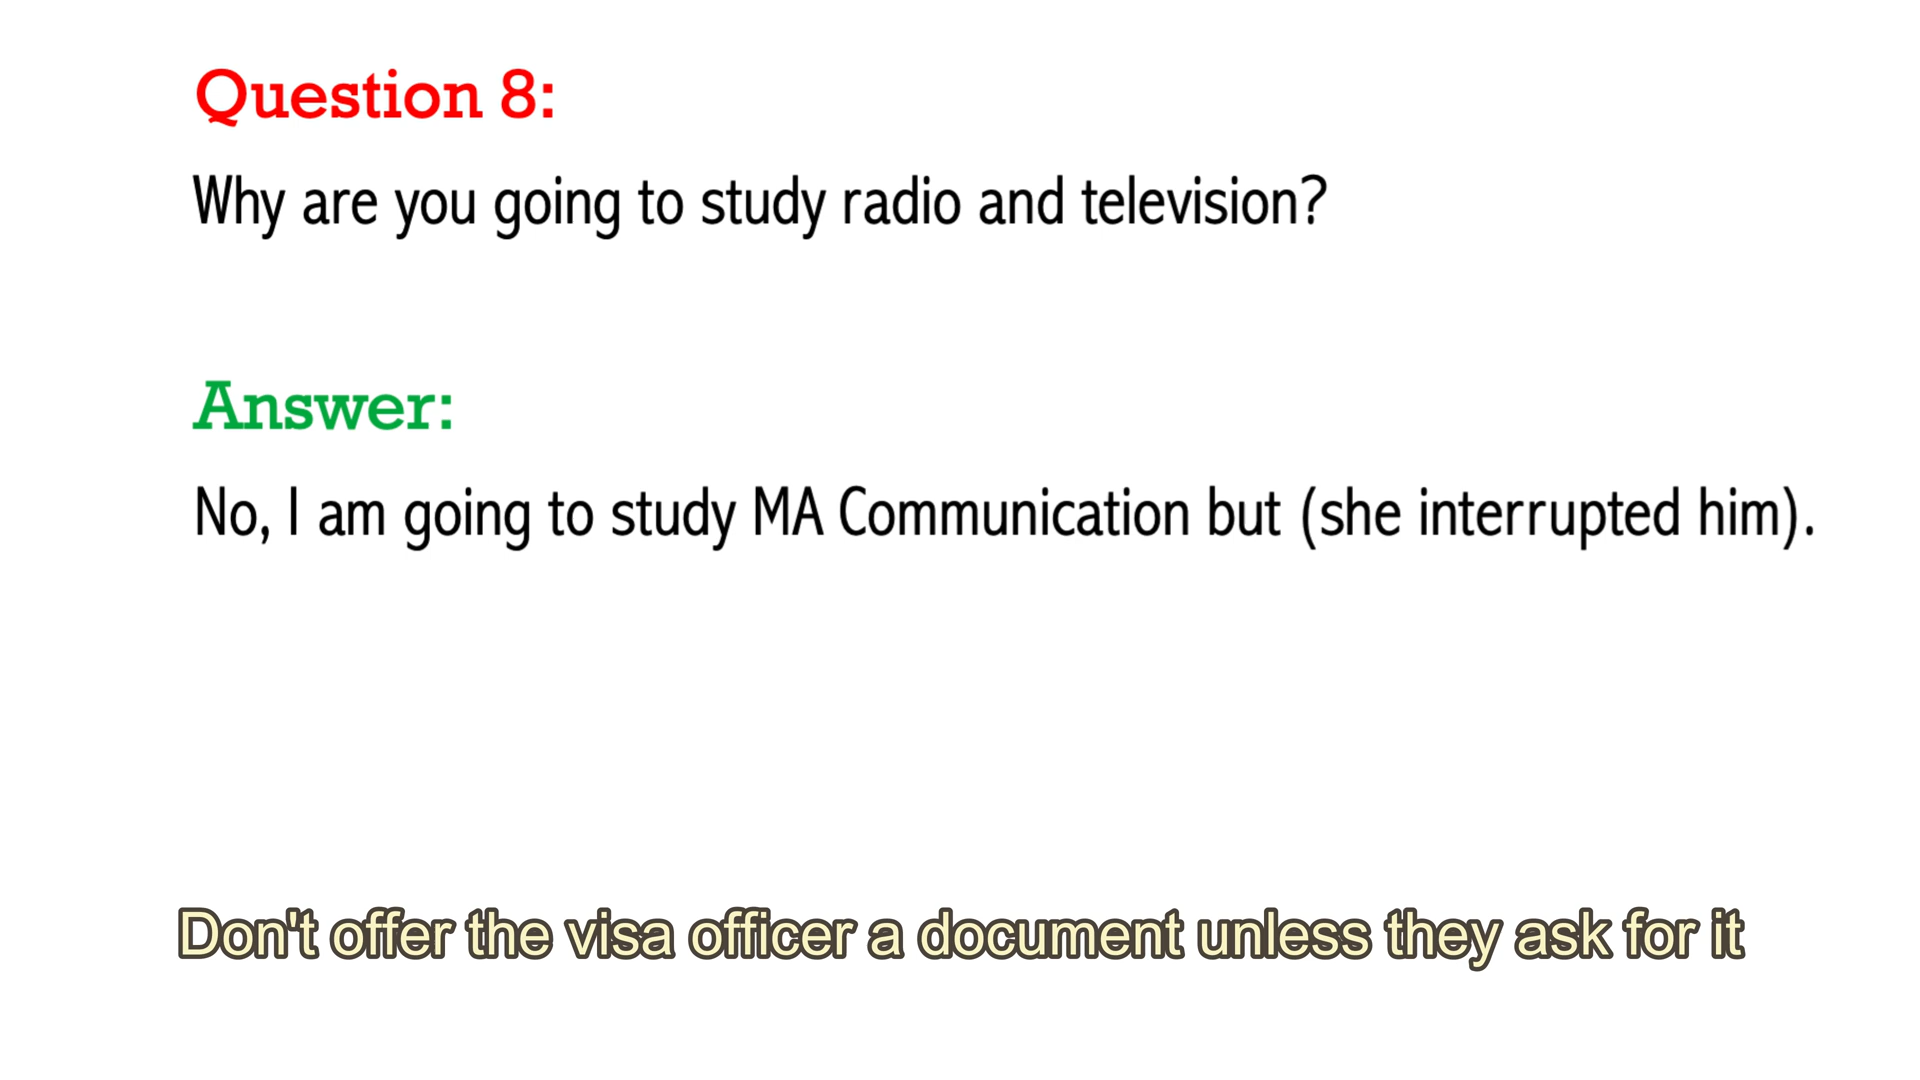 Question 8:
Why are you going to study radio and television?
Answer:
No, I am going to study MA Communication but (she interrupted him).
Don't offer the visa officer a document unless they ask for it